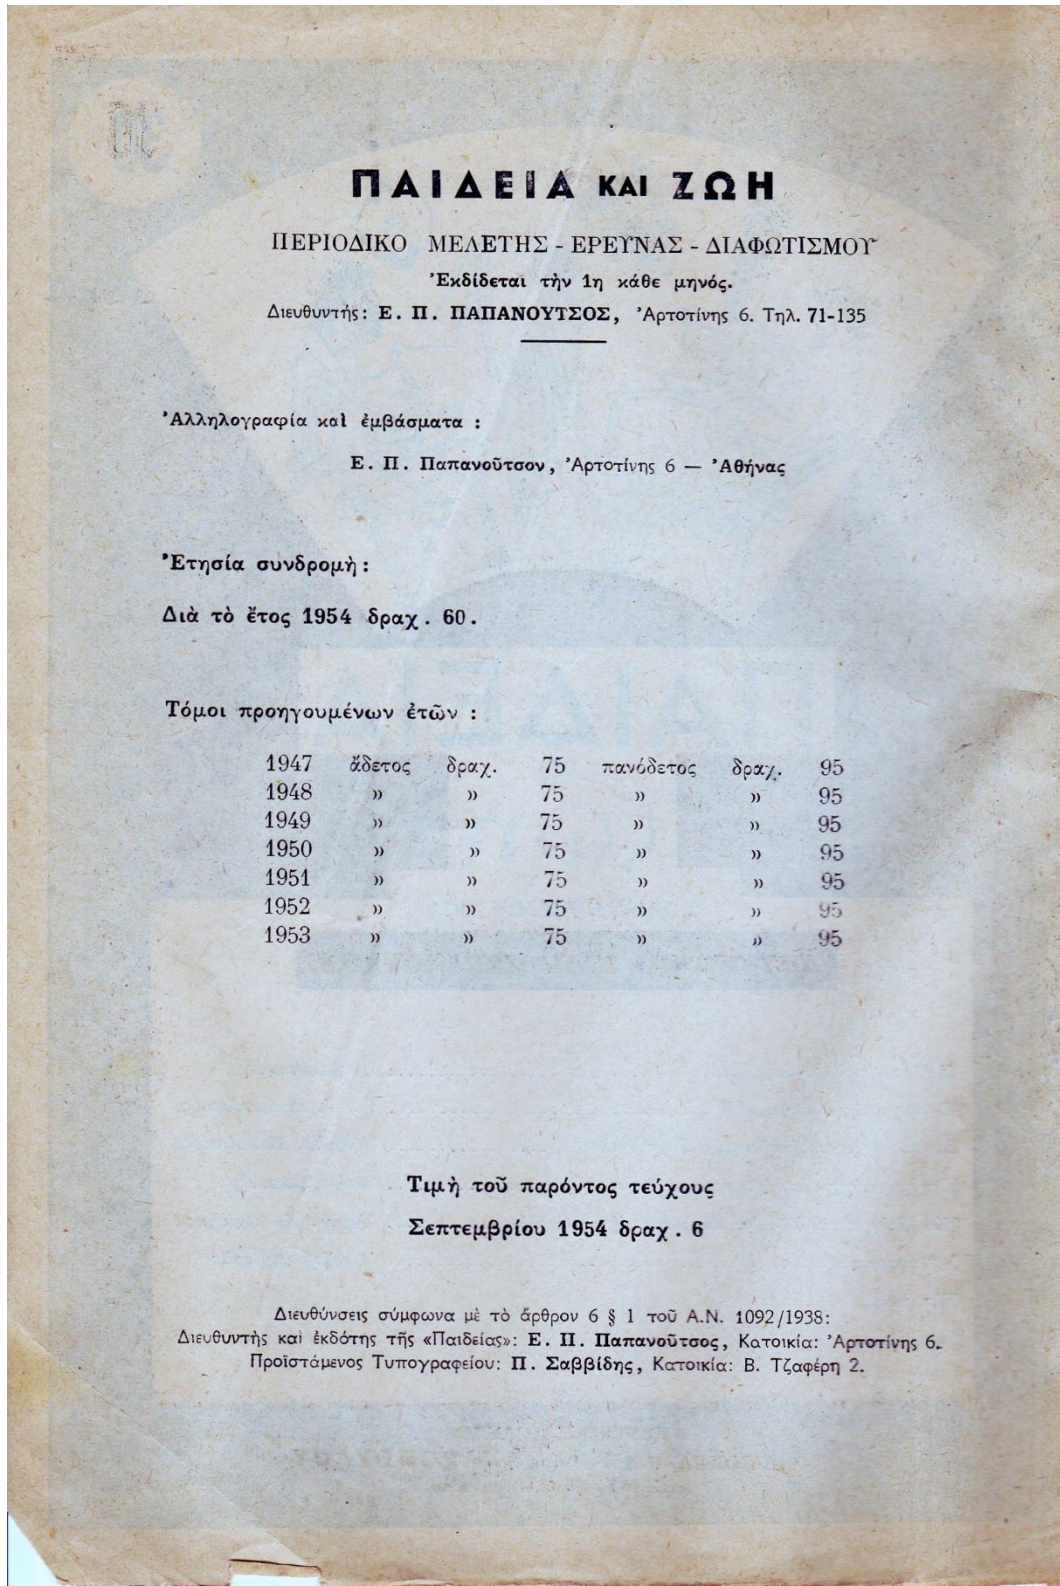 ΠΑΙΔΕΙΑ ΚΑΙ ΖΩΗ
ΠΕΡΙΟΔΙΚΟ ΜΕΛΕΤΗΣ - ΕΡΕΥΝΑΣ - ΔΙΑΦΩΤΙΣΜΟΥ
Ἐκδίδεται τὴν 1η κάθε μηνός.
Διευθυντής: Ε. Π. ΠΑΠΑΝΟΥΤΣΟΣ, Ἀρτοτίνης 6. Τηλ. 71-135
Ἀλληλογραφία καὶ ἐμβάσματα :
Ε. Π. Παπανοῦτσον, Ἀρτοτίνης 6 — Ἀθήνας
Ἐτησία συνδρομὴ :
Διὰ τὸ ἔτος 1954 δραχ. 60.
Τόμοι προηγουμένων ἐτῶν :
1947 ἄδετος δραχ. 75 πανόδετος δραχ. 95
1948 » » 75 » » 95
1949 » » 75 » » 95
1950 » » 75 » » 95
1951 » » 75 » » 95
1952 » » 75 » » 95
1953 » » 75 » » 95
Τιμὴ τοῦ παρόντος τεύχους
Σεπτεμβρίου 1954 δραχ. 6
Διευθύνσεις σύμφωνα μὲ τὸ ἄρθρον 6 § 1 τοῦ Α.Ν. 1092/1938:
Διευθυντὴς καὶ ἐκδότης τῆς «Παιδείας»: Ε. Π. Παπανοῦτσος, Κατοικία: Ἀρτοτίνης 6.
Προϊστάμενος Τυπογραφείου: Π. Σαββίδης, Κατοικία: Β. Τζαφέρη 2.